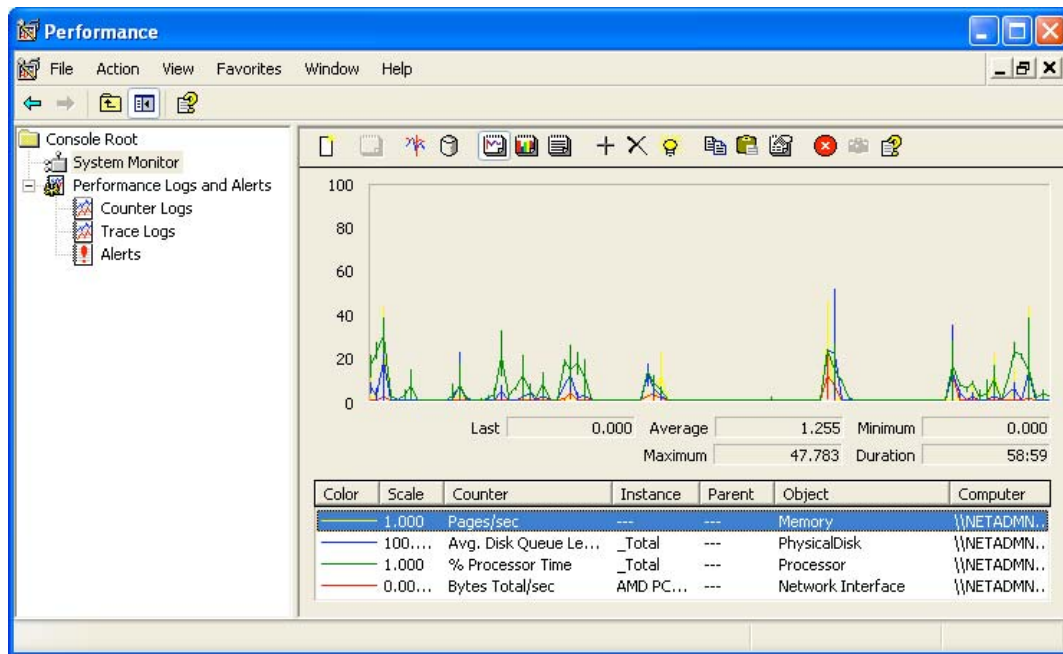 Performance
File Action View Favorites Window Help
Console Root
System Monitor
Performance Logs and Alerts
Counter Logs
Trace Logs
Alerts
100
80
60
40
20
0
Last 0.000 Average 1.255 Minimum 0.000
Maximum 47.783 Duration 58:59
Color Scale Counter Instance Parent Object Computer
1.000 Pages/sec --- --- Memory \\NETADMN...
100.... Avg. Disk Queue Le... _Total --- PhysicalDisk \\NETADMN...
1.000 % Processor Time _Total --- Processor \\NETADMN...
0.00... Bytes Total/sec AMD PC... --- Network Interface \\NETADMN...